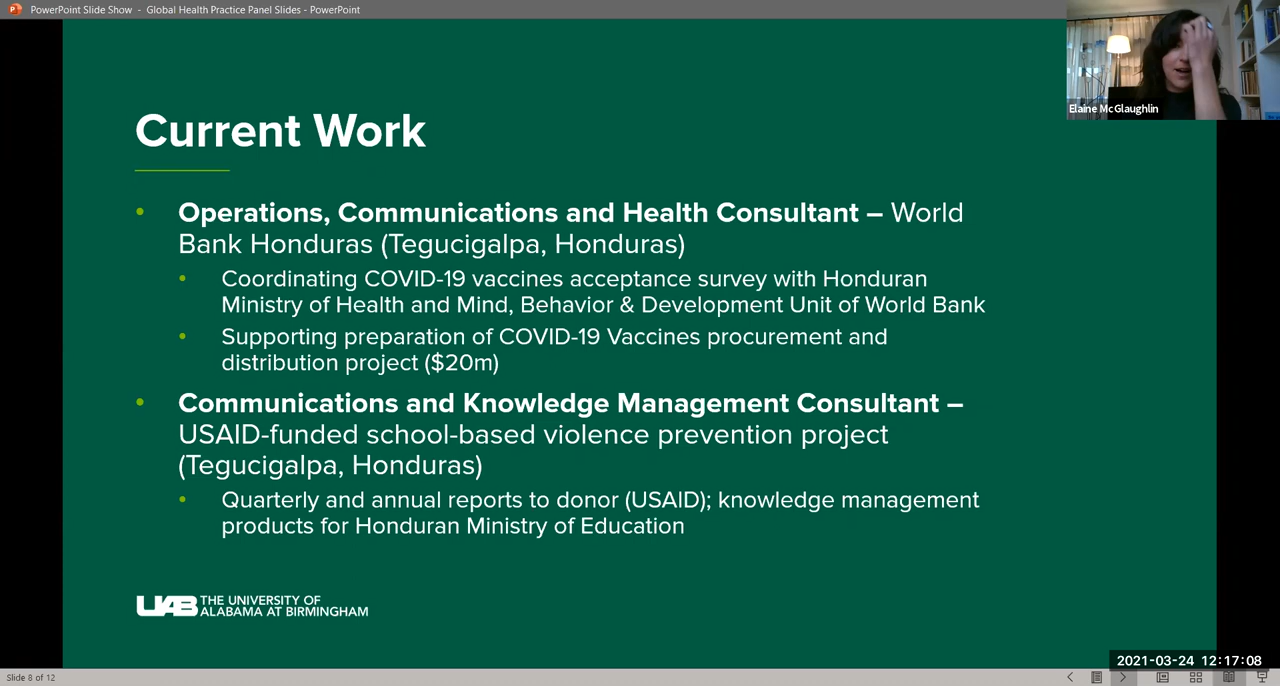 PowerPoint Slide Show - Global Health Practice Panel Slides - PowerPoint
Elaine McGlaughlin
Current Work
Operations, Communications and Health Consultant – World
Bank Honduras (Tegucigalpa, Honduras)
Coordinating COVID-19 vaccines acceptance survey with Honduran
Ministry of Health and Mind, Behavior & Development Unit of World Bank
Supporting preparation of COVID-19 Vaccines procurement and
distribution project ($20m)
Communications and Knowledge Management Consultant –
USAID-funded school-based violence prevention project
(Tegucigalpa, Honduras)
Quarterly and annual reports to donor (USAID); knowledge management
products for Honduran Ministry of Education
UAB THE UNIVERSITY OF
ALABAMA AT BIRMINGHAM
2021-03-24 12:17:08
Slide 8 of 12